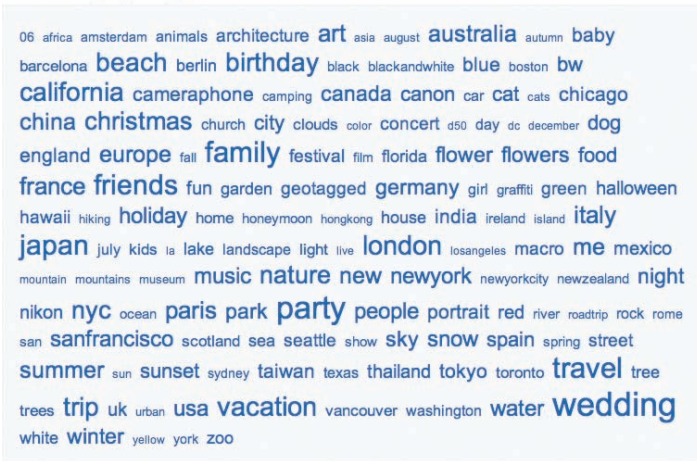 06 africa amsterdam animals architecture art asia august australia autumn baby
barcelona beach berlin birthday black blackandwhite blue boston bw
california cameraphone camping canada canon car cat cats chicago
china christmas church city clouds color concert d50 day dc december dog
england europe fall family festival film florida flower flowers food
france friends fun garden geotagged germany girl graffiti green halloween
hawaii hiking holiday home honeymoon hongkong house india ireland island italy
japan july kids la lake landscape light live london losangeles macro me mexico
mountain mountains museum music nature new newyork newyorkcity newzealand night
nikon nyc ocean paris park party people portrait red river roadtrip rock rome
san sanfrancisco scotland sea seattle show sky snow spain spring street
summer sun sunset sydney taiwan texas thailand tokyo toronto travel tree
trees trip uk urban usa vacation vancouver washington water wedding
white winter yellow york zoo